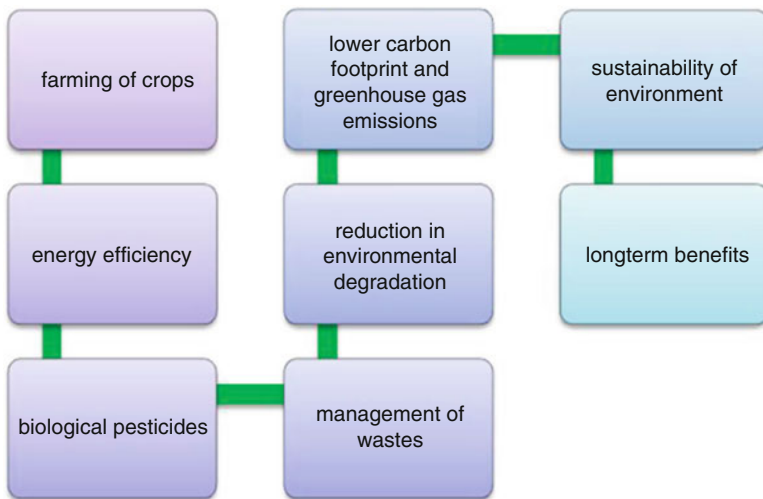 farming of crops
energy efficiency
biological pesticides
management of
wastes
reduction in
environmental
degradation
lower carbon
footprint and
greenhouse gas
emissions
sustainability of
environment
longterm benefits